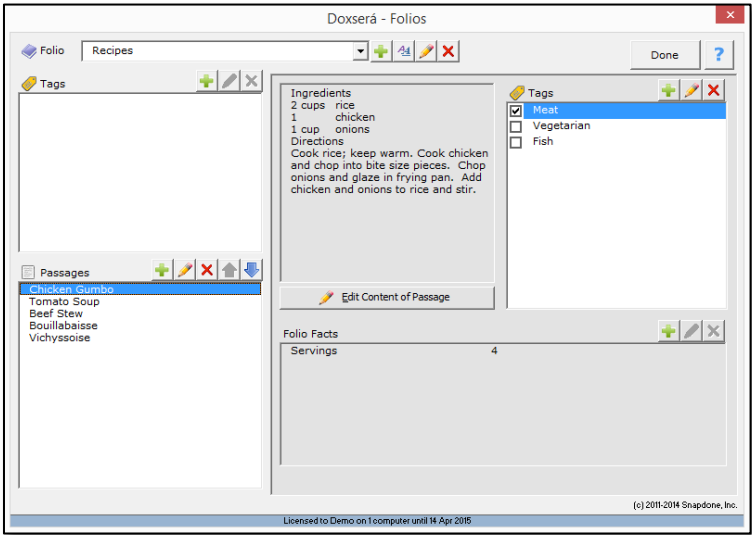 Doxserá - Folios
Folio
Recipes
Done
?
Tags
Passages
Chicken Gumbo
Tomato Soup
Beef Stew
Bouillabaisse
Vichyssoise
Ingredients
2 cups rice
1 chicken
1 cup onions
Directions
Cook rice; keep warm. Cook chicken
and chop into bite size pieces. Chop
onions and glaze in frying pan. Add
chicken and onions to rice and stir.
Edit Content of Passage
Tags
Meat
Vegetarian
Fish
Folio Facts
Servings 4
(c) 2011-2014 Snapdone, Inc.
Licensed to Demo on 1 computer until 14 Apr 2015